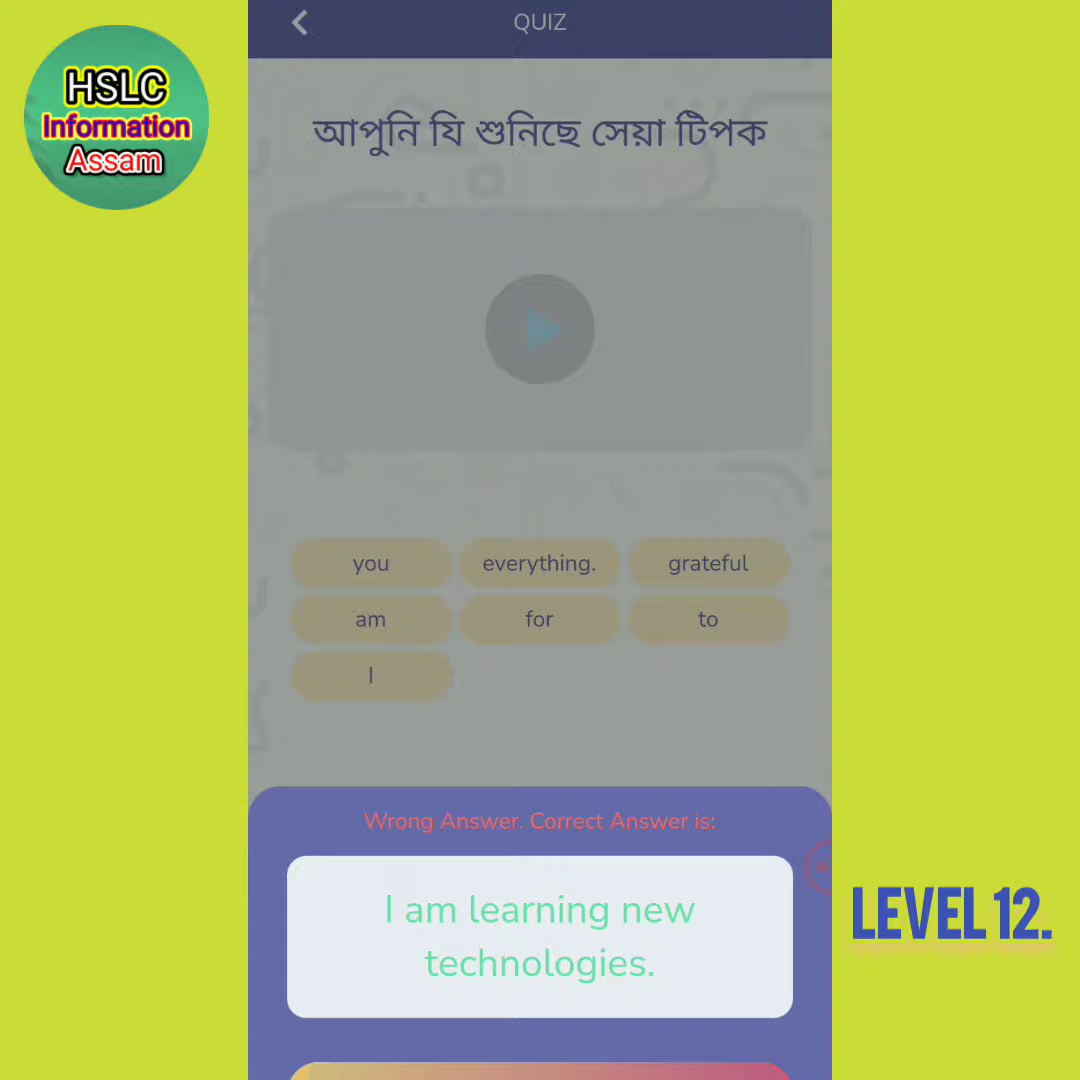 HSLC
Information
Assam
QUIZ
আপুনি যি শুনিছে সেয়া টিপক
you everything. grateful
am for to
I
Wrong Answer. Correct Answer is:
I am learning new
technologies.
LEVEL 12.